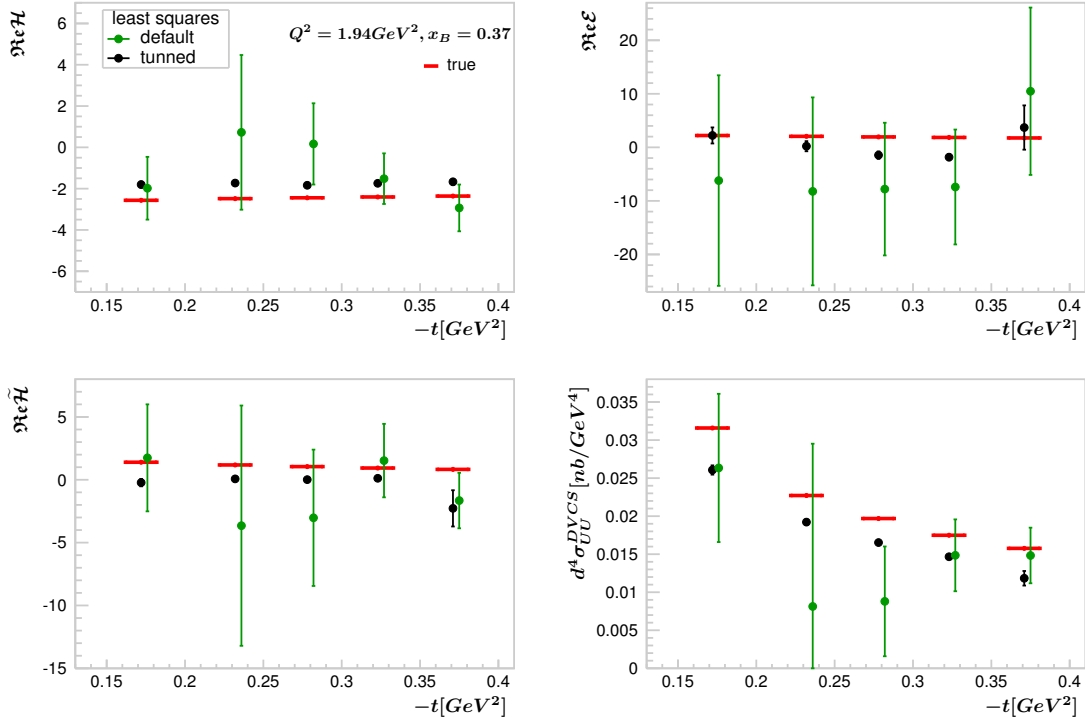 ℜeℋ
6
4
2
0
-2
-4
-6
least squares
default
tunned
Q² = 1.94GeV², x_B = 0.37
true
0.15 0.2 0.25 0.3 0.35 0.4
−t[GeV²]
ℜeℰ
20
10
0
-10
-20
0.15 0.2 0.25 0.3 0.35 0.4
−t[GeV²]
ℜeℋ̃
5
0
-5
-10
-15
0.15 0.2 0.25 0.3 0.35 0.4
−t[GeV²]
d⁴σ_{UU}^{DVCS}[nb/GeV⁴]
0.035
0.03
0.025
0.02
0.015
0.01
0.005
0
0.15 0.2 0.25 0.3 0.35 0.4
−t[GeV²]